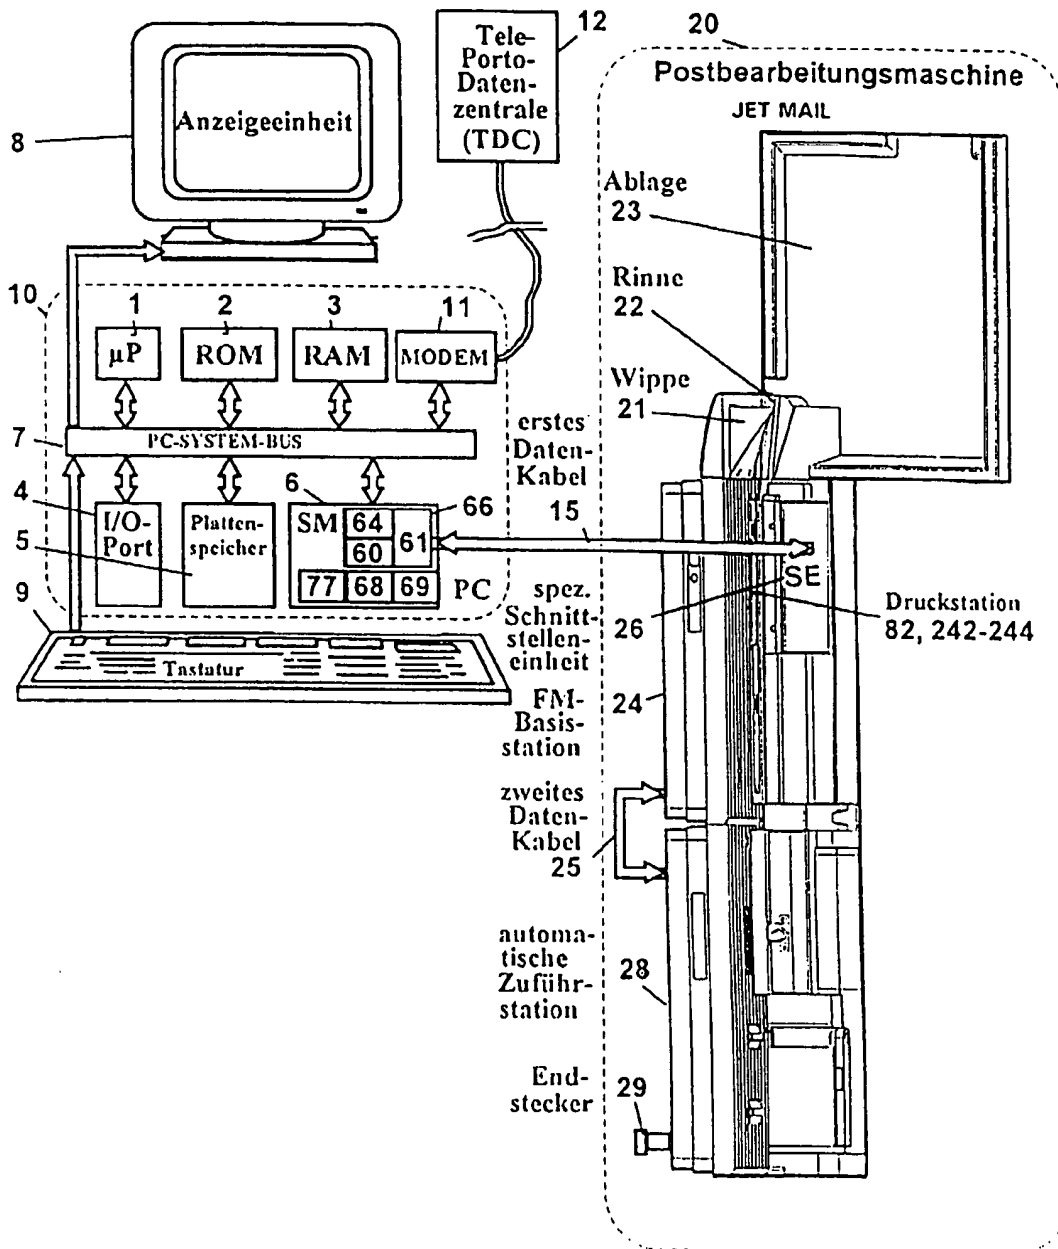 12
20
Tele-
Porto-
Daten-
zentrale
(TDC)
Postbearbeitungsmaschine
JET MAIL
8
Anzeigeeinheit
Ablage
23
Rinne
22
Wippe
21
10
1
2
3
11
µP
ROM
RAM
MODEM
7
PC-SYSTEM-BUS
erstes
Daten-
Kabel
15
4
I/O-
Port
5
Platten-
speicher
6
66
SM
64
60
61
77
68
69
PC
SE
26
spez.
Schnitt-
stellen-
einheit
Druckstation
82, 242-244
9
Tastatur
24
FM-
Basis-
station
zweites
Daten-
Kabel
25
automa-
tische
Zuführ-
station
28
End-
stecker
29